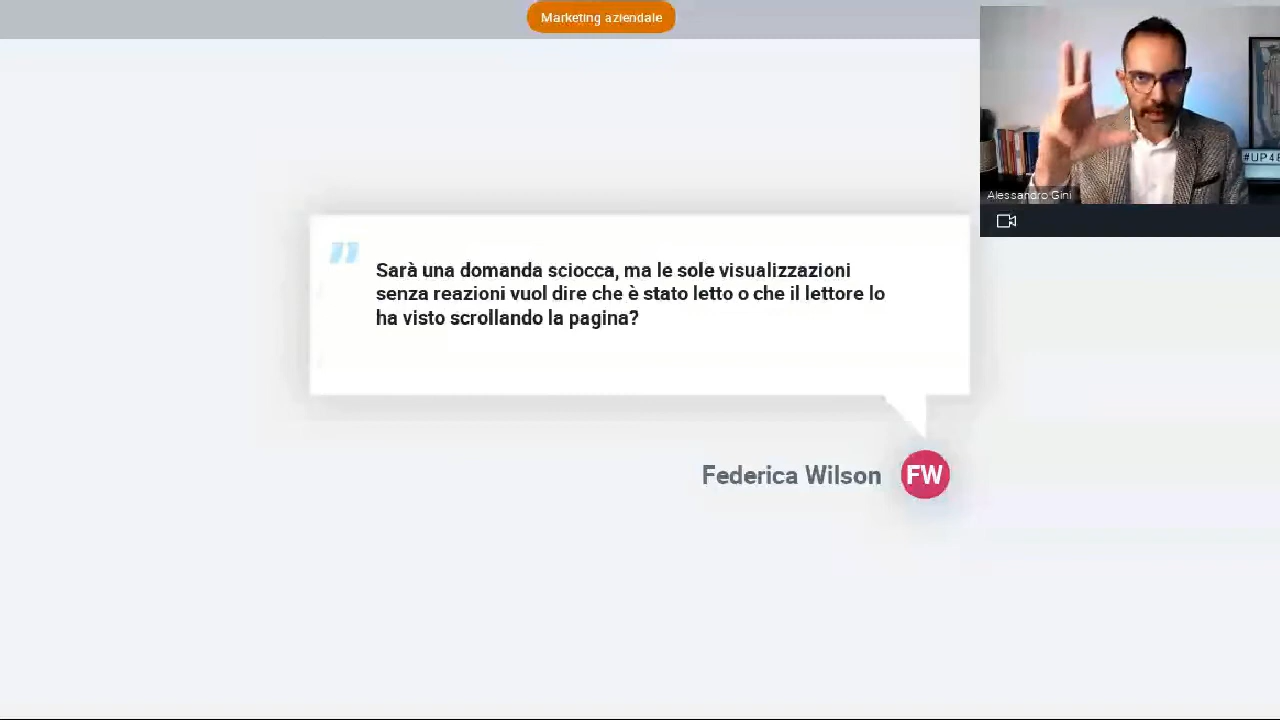 Marketing aziendale
#UP4B
Alessandro Gini
Sarà una domanda sciocca, ma le sole visualizzazioni
senza reazioni vuol dire che è stato letto o che il lettore lo
ha visto scrollando la pagina?
Federica Wilson
FW